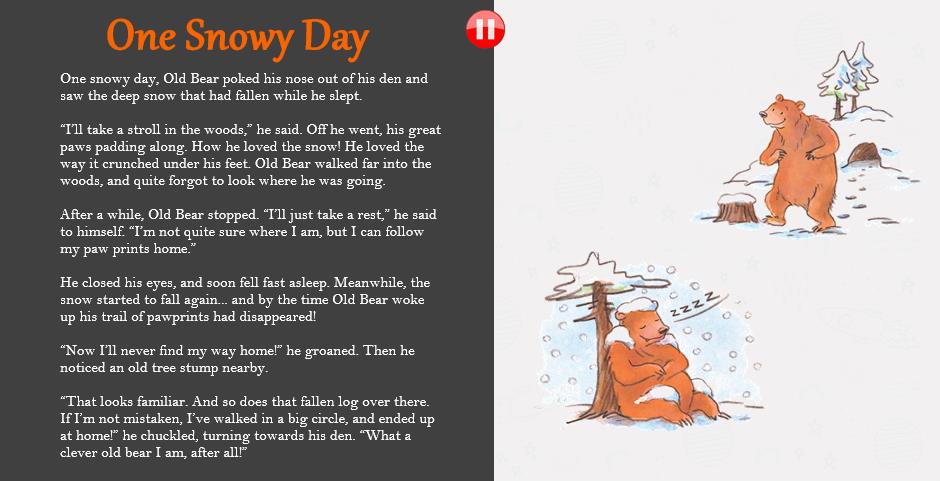 One Snowy Day
One snowy day, Old Bear poked his nose out of his den and
saw the deep snow that had fallen while he slept.
“I’ll take a stroll in the woods,” he said. Off he went, his great
paws padding along. How he loved the snow! He loved the
way it crunched under his feet. Old Bear walked far into the
woods, and quite forgot to look where he was going.
After a while, Old Bear stopped. “I’ll just take a rest,” he said
to himself. “I’m not quite sure where I am, but I can follow
my paw prints home.”
He closed his eyes, and soon fell fast asleep. Meanwhile, the
snow started to fall again... and by the time Old Bear woke
up his trail of pawprints had disappeared!
“Now I’ll never find my way home!” he groaned. Then he
noticed an old tree stump nearby.
“That looks familiar. And so does that fallen log over there.
If I’m not mistaken, I’ve walked in a big circle, and ended up
at home!” he chuckled, turning towards his den. “What a
clever old bear I am, after all!”
zzzz